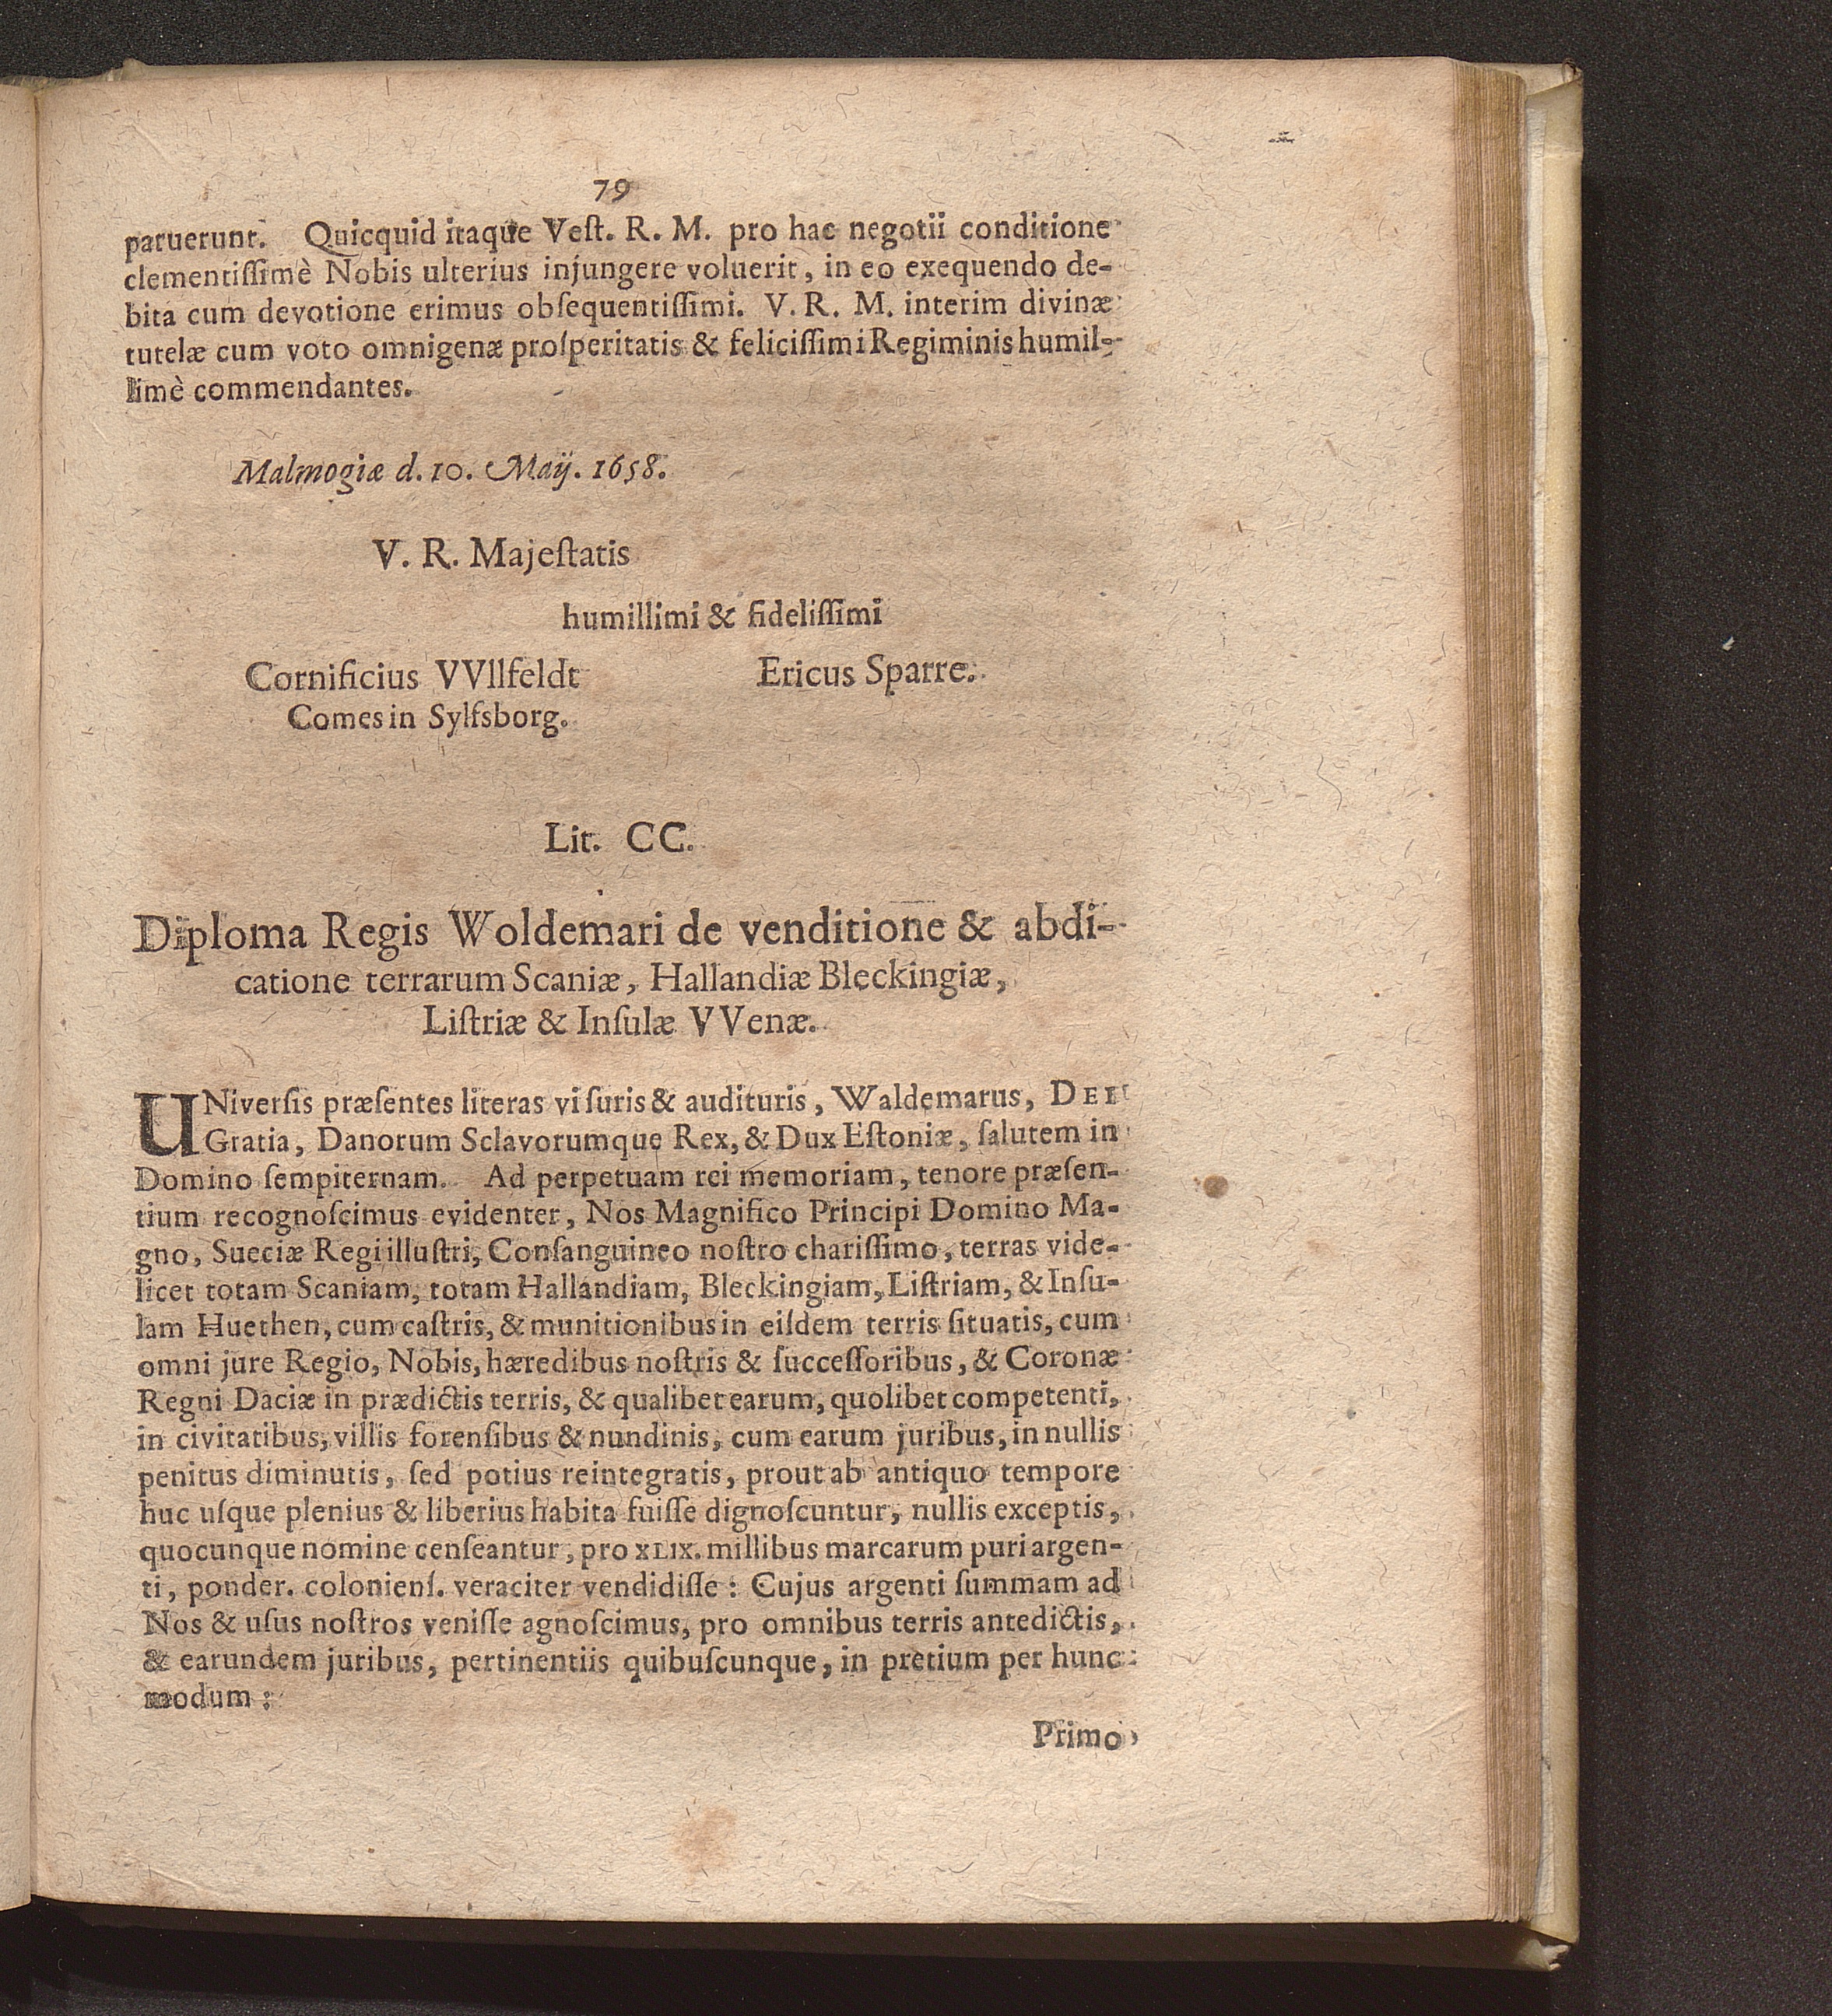 79
patuerunt. Quicquid itaque Veſt. R. M. pro hac negotii conditione
clementiſſimè Nobis ulterius injungere voluerit, in eo exequendo de-
bita cum devotione erimus obſequentiſſimi. V. R. M. interim divinæ
tutelæ cum voto omnigenæ proſperitatis & feliciſſimi Regiminis humil-
limè commendantes.
Malmogiæ d. 10. Maij. 1658.
V. R. Majeſtatis
humillimi & fideliſſimi
Cornificius VVllfeldt Ericus Sparre.
Comes in Sylfsborg.
Lit. CC.
Diploma Regis Woldemari de venditione & abdi-
catione terrarum Scaniæ, Hallandiæ Bleckingiæ,
Liſtriæ & Inſulæ VVenæ.
UNiverſis præſentes literas viſuris & audituris, Waldemarus, DEI
Gratia, Danorum Sclavorumque Rex, & Dux Eſtoniæ, ſalutem in
Domino ſempiternam. Ad perpetuam rei memoriam, tenore præſen-
tium recognoſcimus evidenter, Nos Magnifico Principi Domino Ma-
gno, Sueciæ Regi illuſtri, Conſanguineo noſtro chariſſimo, terras vide-
licet totam Scaniam, totam Hallandiam, Bleckingiam, Liſtriam, & Inſu-
lam Huethen, cum caſtris, & munitionibus in eiſdem terris ſituatis, cum
omni jure Regio, Nobis, hæredibus noſtris & ſucceſſoribus, & Coronæ
Regni Daciæ in prædictis terris, & qualibet earum, quolibet competenti,
in civitatibus, villis forenſibus & nundinis, cum earum juribus, in nullis
penitus diminutis, ſed potius reintegratis, prout ab antiquo tempore
huc uſque plenius & liberius habita fuiſſe dignoſcuntur, nullis exceptis,
quocunque nomine cenſeantur, pro XLIX. millibus marcarum puri argen-
ti, ponder. colonienſ. veraciter vendidiſſe: Cujus argenti ſummam ad
Nos & uſus noſtros veniſſe agnoſcimus, pro omnibus terris antedictis,
& earundem juribus, pertinentiis quibuſcunque, in pretium per hunc
modum:
Primo,